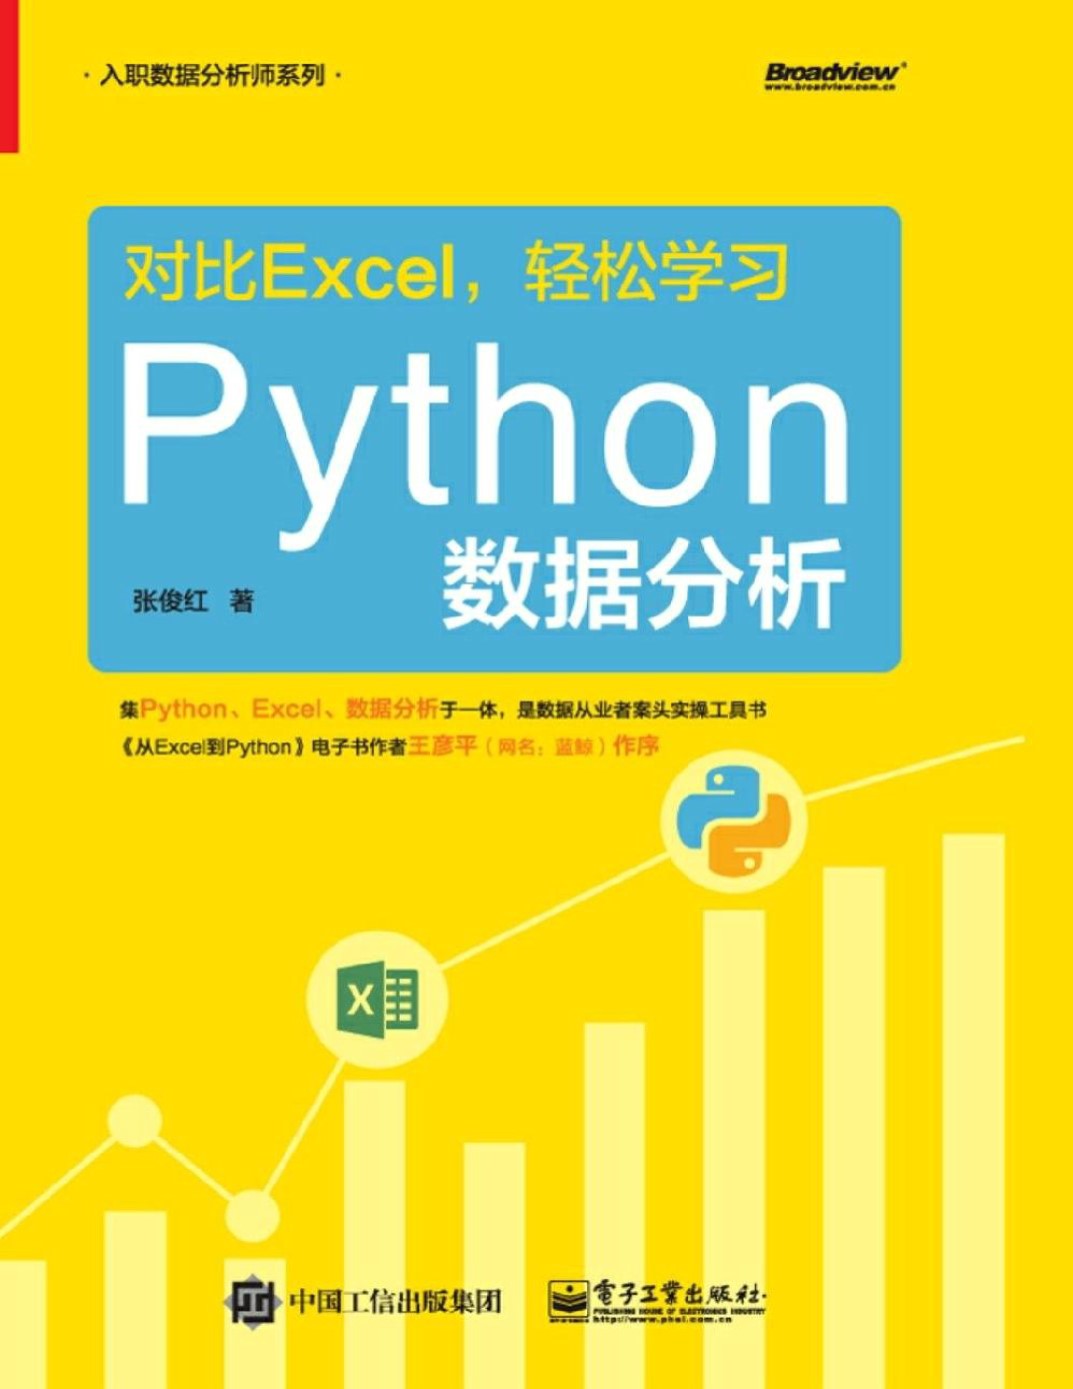 · 入职数据分析师系列 ·
Broadview®
www.broadview.com.cn
对比Excel，轻松学习
Python
数据分析
张俊红 著
集Python、Excel、数据分析于一体，是数据从业者案头实操工具书
《从Excel到Python》电子书作者王彦平（网名：蓝鲸）作序
X
中国工信出版集团
電子工業出版社·
PUBLISHING HOUSE OF ELECTRONICS INDUSTRY
http://www.phei.com.cn